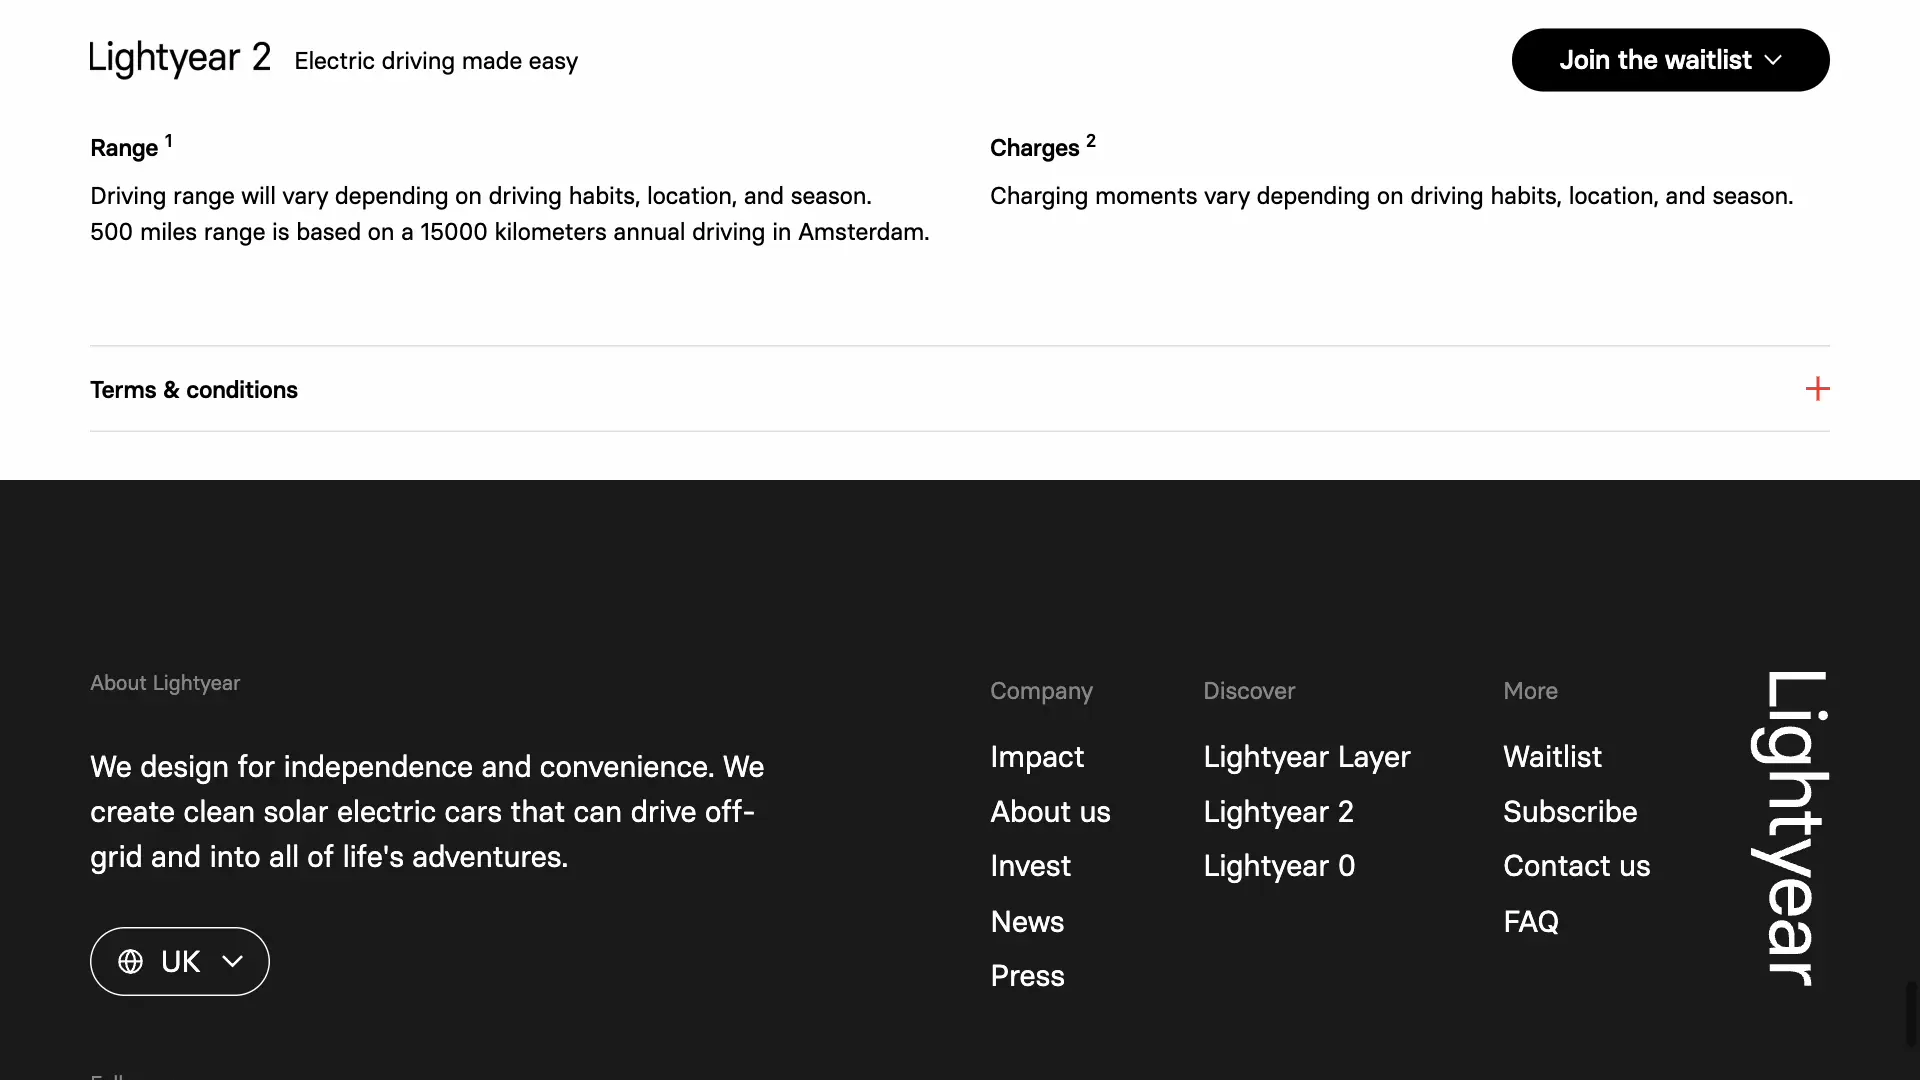 Lightyear 2 Electric driving made easy
Join the waitlist
Range 1
Driving range will vary depending on driving habits, location, and season.
500 miles range is based on a 15000 kilometers annual driving in Amsterdam.
Charges 2
Charging moments vary depending on driving habits, location, and season.
Terms & conditions
About Lightyear
We design for independence and convenience. We
create clean solar electric cars that can drive off-
grid and into all of life's adventures.
UK
Company
Impact
About us
Invest
News
Press
Discover
Lightyear Layer
Lightyear 2
Lightyear 0
More
Waitlist
Subscribe
Contact us
FAQ
Lightyear